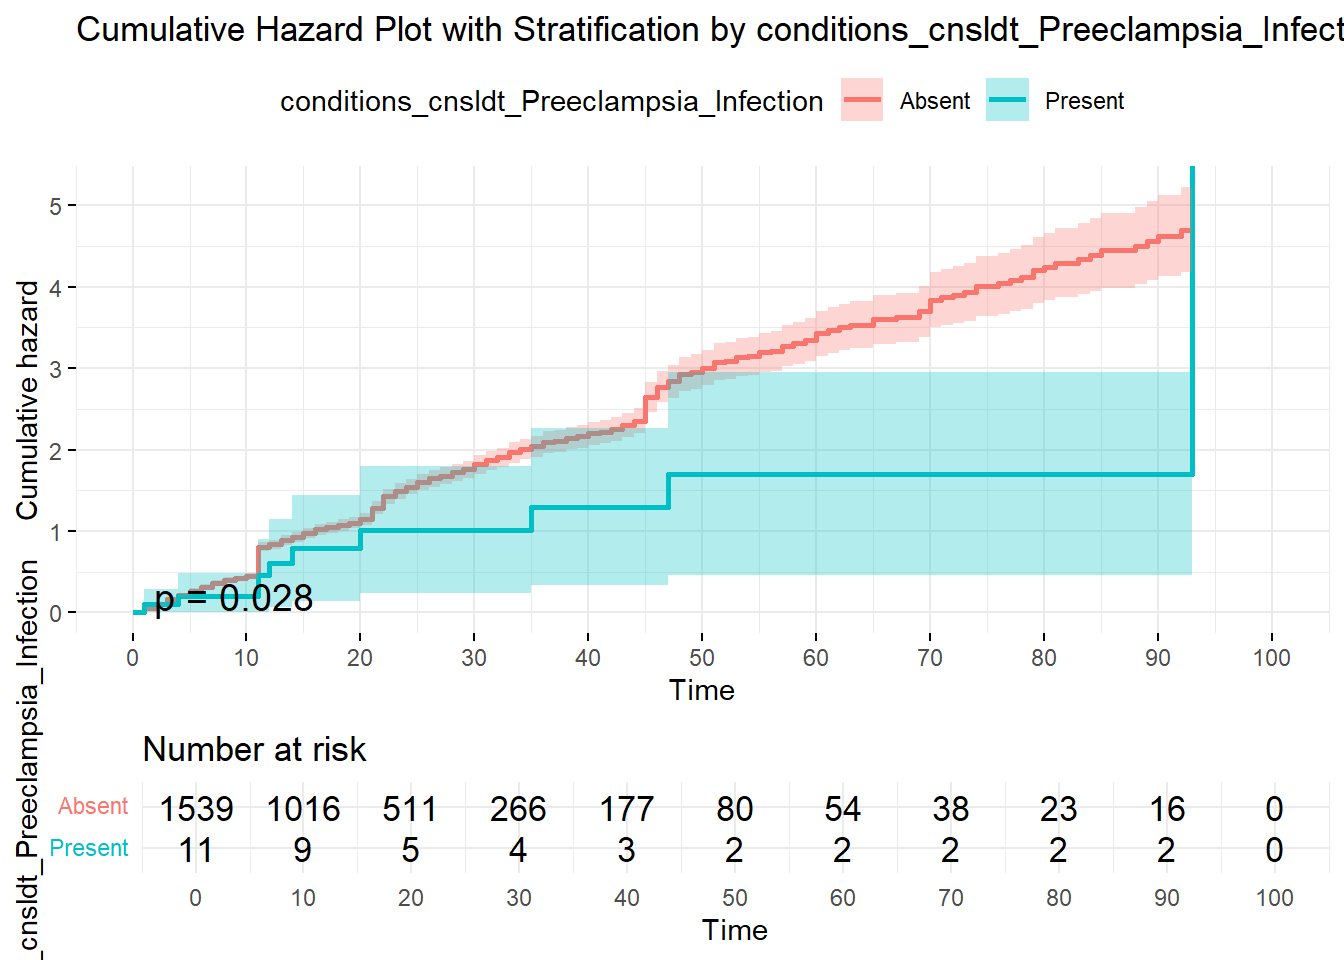 Cumulative Hazard Plot with Stratification by conditions_cnsldt_Preeclampsia_Infect
conditions_cnsldt_Preeclampsia_Infection Absent Present
Cumulative hazard
5
4
3
2
1
0
p = 0.028
0 10 20 30 40 50 60 70 80 90 100
Time
_cnsldt_Preeclampsia_Infection
Number at risk
Absent 1539 1016 511 266 177 80 54 38 23 16 0
Present 11 9 5 4 3 2 2 2 2 2 0
0 10 20 30 40 50 60 70 80 90 100
Time